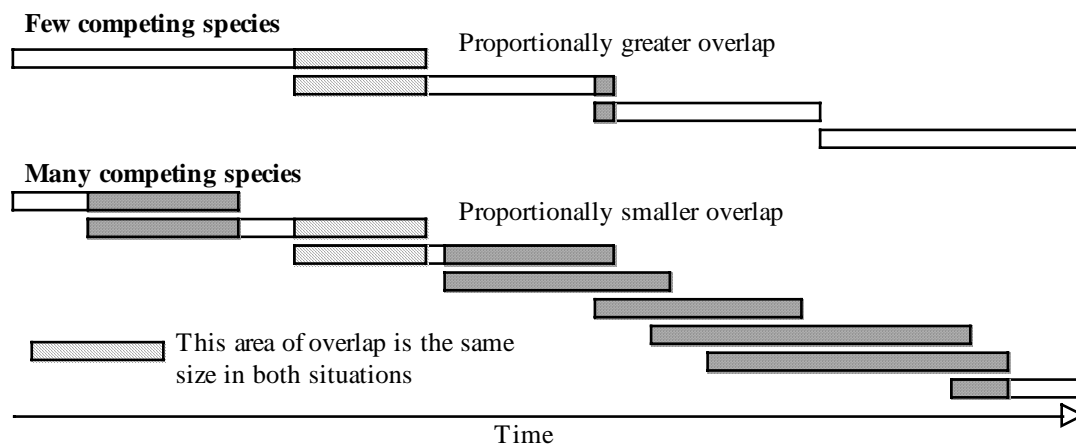 Few competing species
Proportionally greater overlap
Many competing species
Proportionally smaller overlap
This area of overlap is the same
size in both situations
Time